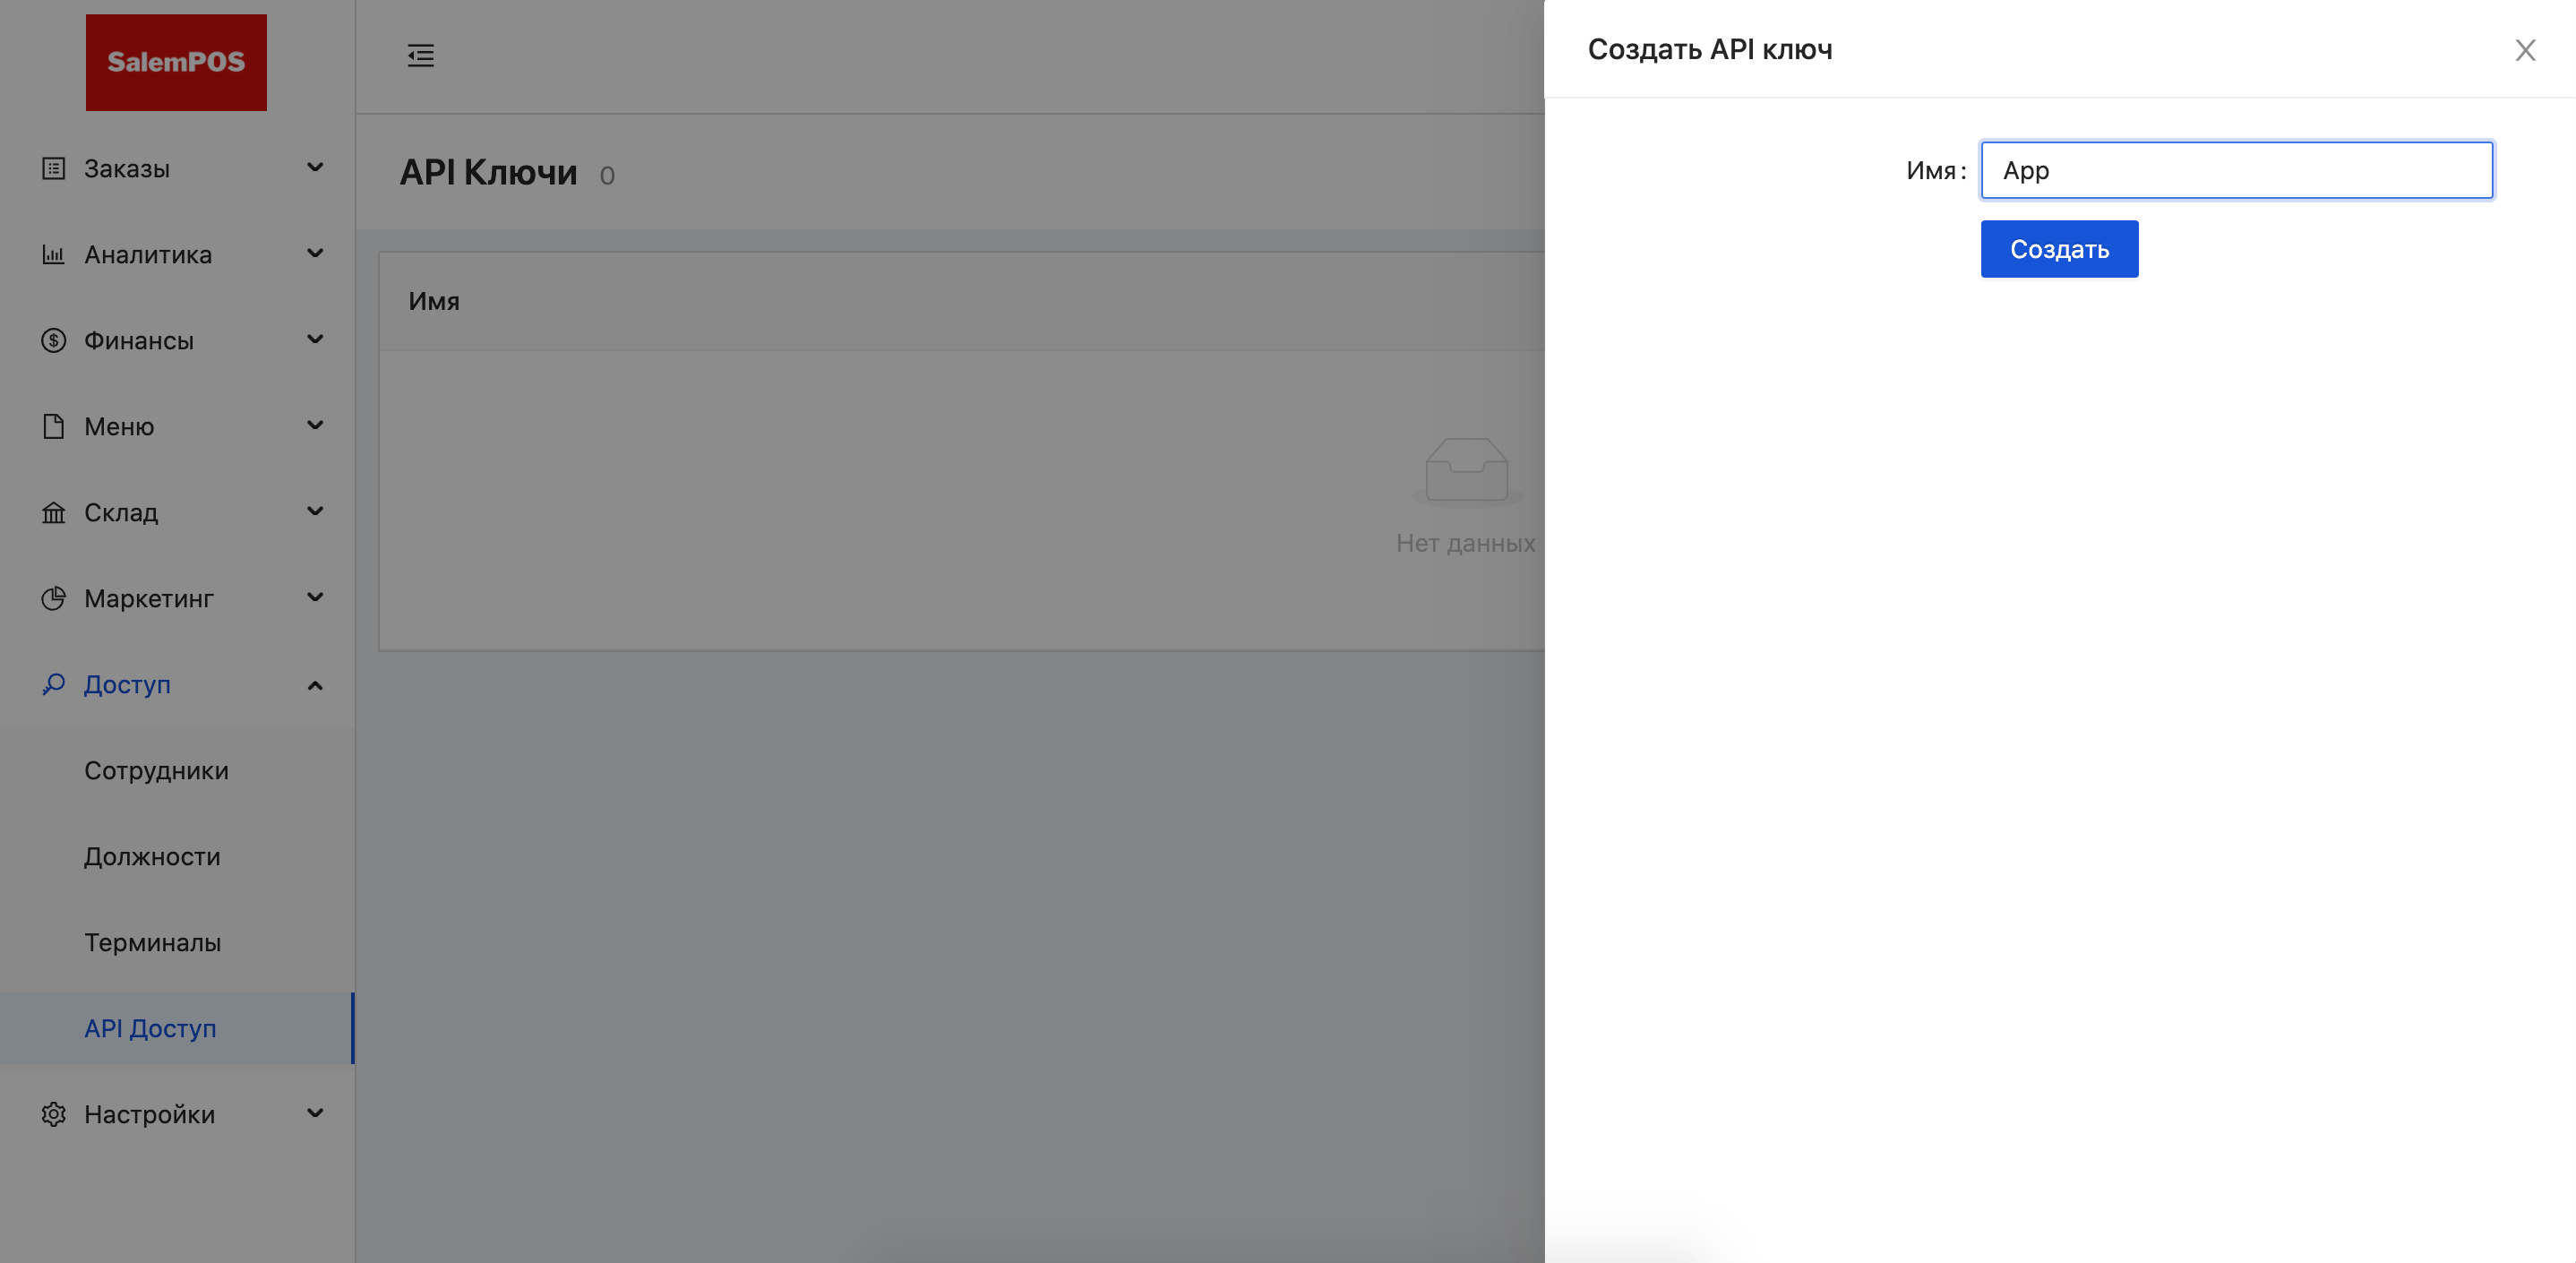 SalemPOS
Заказы
Аналитика
Финансы
Меню
Склад
Маркетинг
Доступ
Сотрудники
Должности
Терминалы
API Доступ
Настройки
API Ключи 0
Имя
Нет данных
Создать API ключ
Имя: App
Создать